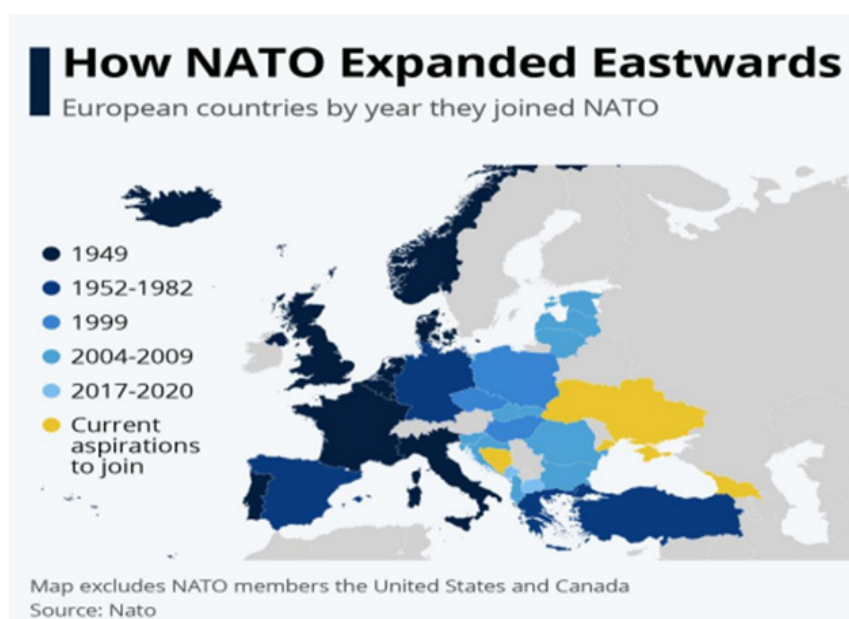 How NATO Expanded Eastwards
European countries by year they joined NATO
1949
1952-1982
1999
2004-2009
2017-2020
Current
aspirations
to join
Map excludes NATO members the United States and Canada
Source: Nato